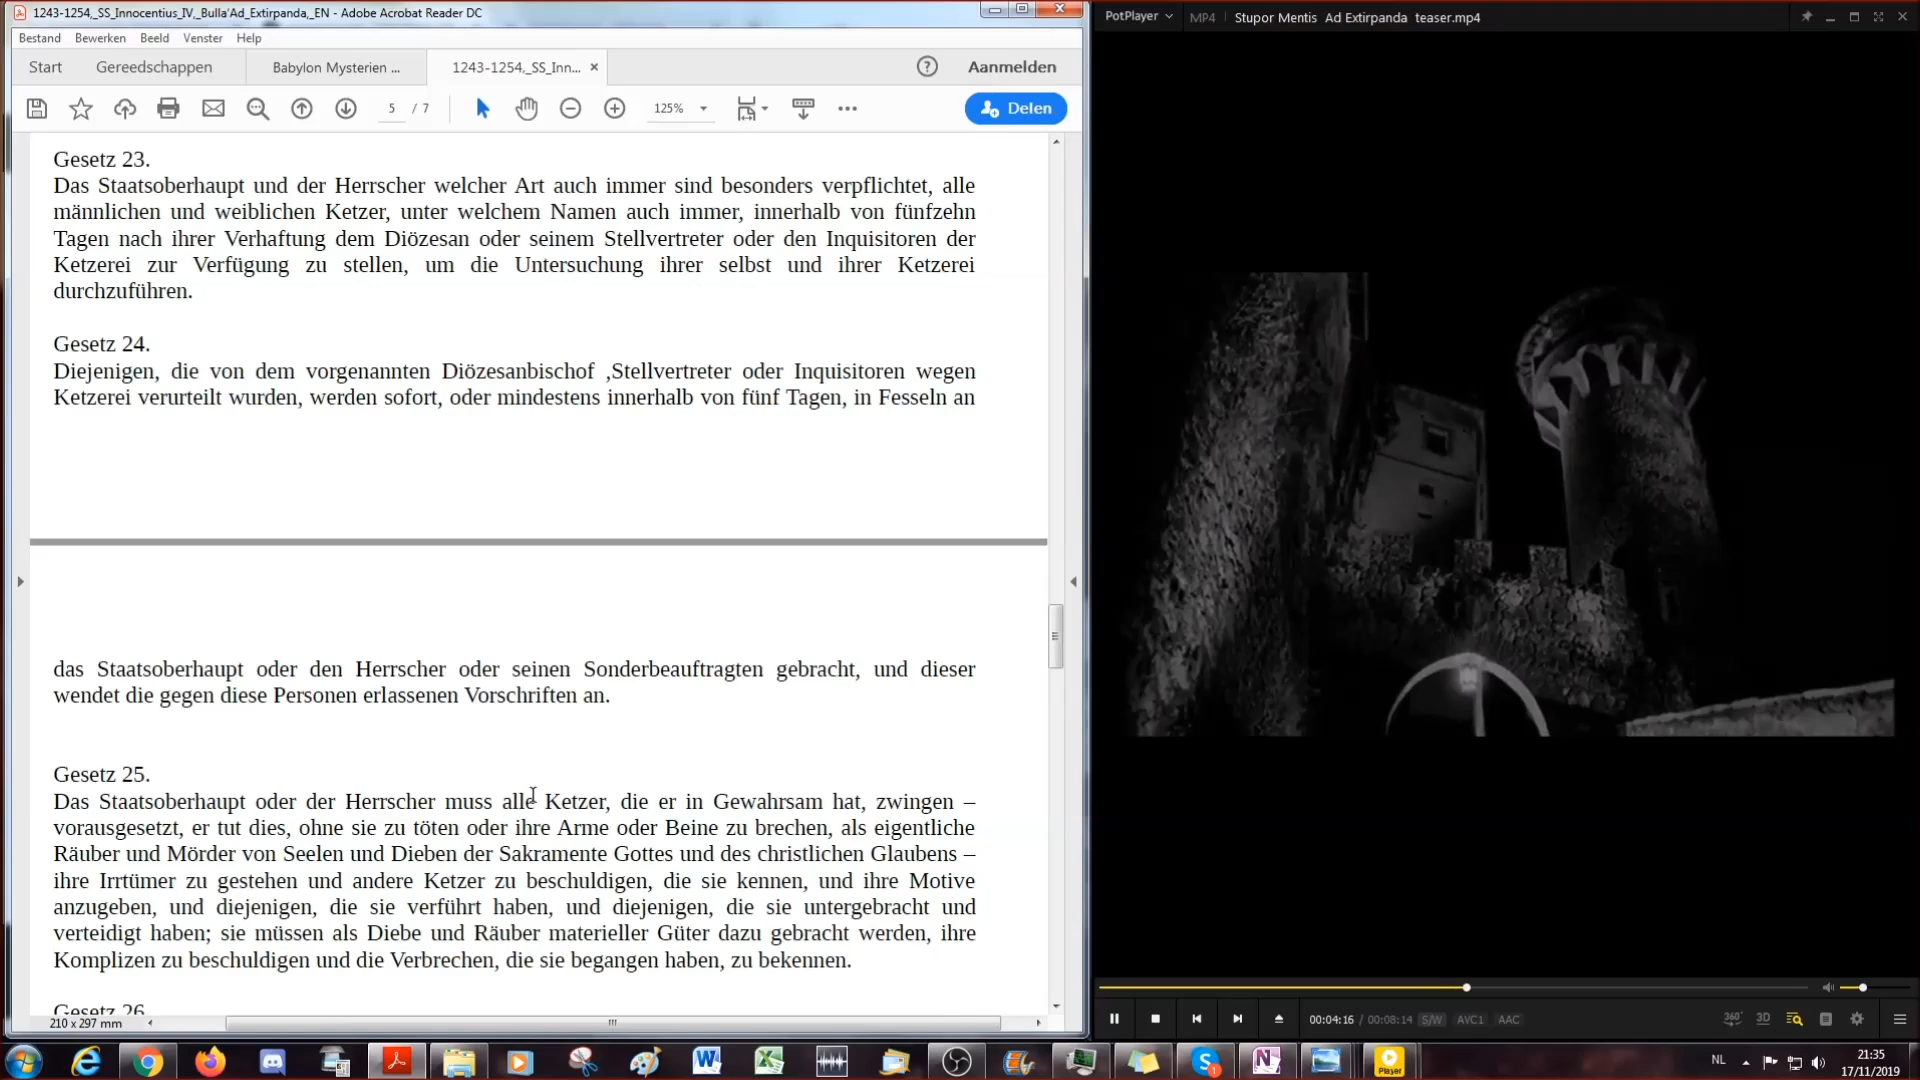 1243-1254,_SS_Innocentius_IV,_Bulla'Ad_Extirpanda,_EN - Adobe Acrobat Reader DC
Bestand Bewerken Beeld Venster Help
Start Gereedschappen Babylon Mysterien ... 1243-1254,_SS_Inn... × ? Aanmelden
5 / 7 125% Delen
Gesetz 23.
Das Staatsoberhaupt und der Herrscher welcher Art auch immer sind besonders verpflichtet, alle
männlichen und weiblichen Ketzer, unter welchem Namen auch immer, innerhalb von fünfzehn
Tagen nach ihrer Verhaftung dem Diözesan oder seinem Stellvertreter oder den Inquisitoren der
Ketzerei zur Verfügung zu stellen, um die Untersuchung ihrer selbst und ihrer Ketzerei
durchzuführen.
Gesetz 24.
Diejenigen, die von dem vorgenannten Diözesanbischof ,Stellvertreter oder Inquisitoren wegen
Ketzerei verurteilt wurden, werden sofort, oder mindestens innerhalb von fünf Tagen, in Fesseln an
das Staatsoberhaupt oder den Herrscher oder seinen Sonderbeauftragten gebracht, und dieser
wendet die gegen diese Personen erlassenen Vorschriften an.
Gesetz 25.
Das Staatsoberhaupt oder der Herrscher muss alle Ketzer, die er in Gewahrsam hat, zwingen –
vorausgesetzt, er tut dies, ohne sie zu töten oder ihre Arme oder Beine zu brechen, als eigentliche
Räuber und Mörder von Seelen und Dieben der Sakramente Gottes und des christlichen Glaubens –
ihre Irrtümer zu gestehen und andere Ketzer zu beschuldigen, die sie kennen, und ihre Motive
anzugeben, und diejenigen, die sie verführt haben, und diejenigen, die sie untergebracht und
verteidigt haben; sie müssen als Diebe und Räuber materieller Güter dazu gebracht werden, ihre
Komplizen zu beschuldigen und die Verbrechen, die sie begangen haben, zu bekennen.
Gesetz 26.
210 x 297 mm
PotPlayer MP4 Stupor Mentis Ad Extirpanda teaser.mp4
00:04:16 / 00:08:14 S/W AVC1 AAC
360° 3D
Player
NL
21:35
17/11/2019